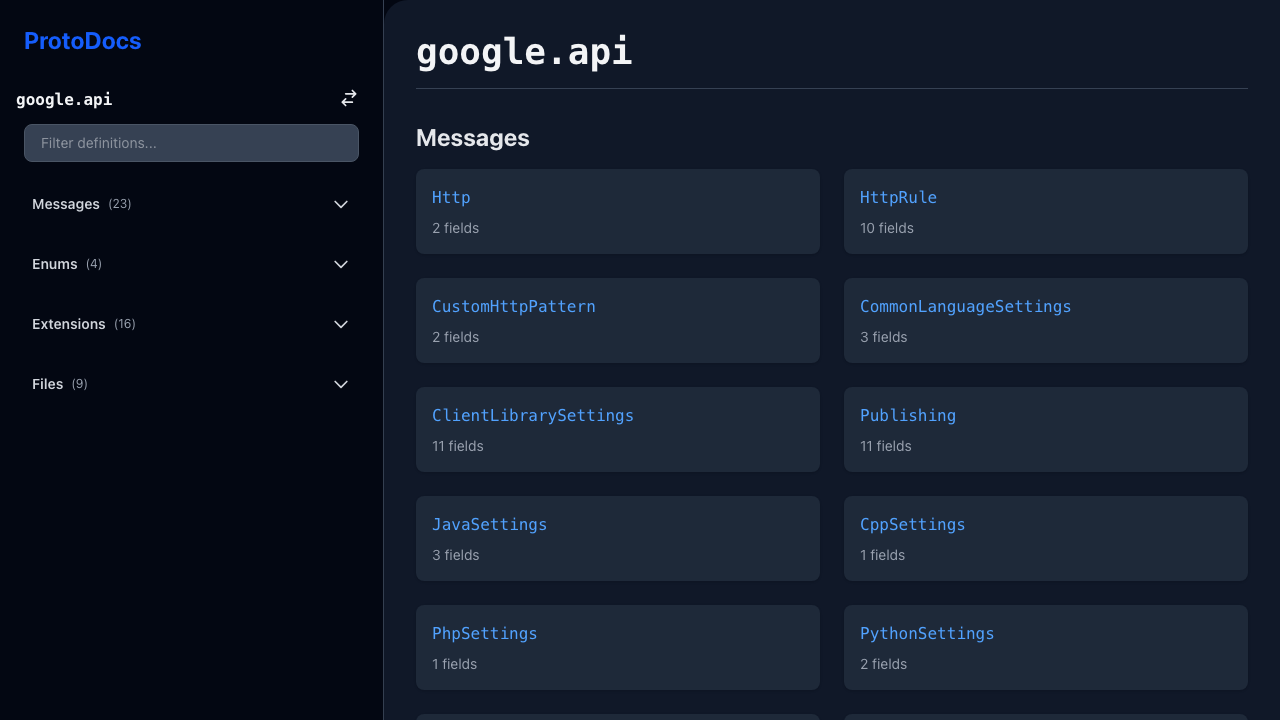 ProtoDocs
google.api
Filter definitions...
Messages (23)
Enums (4)
Extensions (16)
Files (9)
google.api
Messages
Http
2 fields
HttpRule
10 fields
CustomHttpPattern
2 fields
CommonLanguageSettings
3 fields
ClientLibrarySettings
11 fields
Publishing
11 fields
JavaSettings
3 fields
CppSettings
1 fields
PhpSettings
1 fields
PythonSettings
2 fields